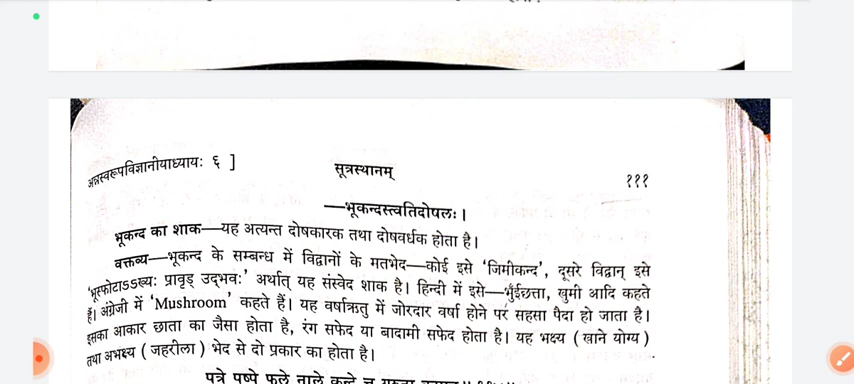 अन्नस्वरूपविज्ञानीयाध्यायः ६ ] सूत्रस्थानम् १११
—भूकन्दस्त्वतिदोषलः।
भूकन्द का शाक—यह अत्यन्त दोषकारक तथा दोषवर्धक होता है।
वक्तव्य—भूकन्द के सम्बन्ध में विद्वानों के मतभेद—कोई इसे 'जिमीकन्द', दूसरे विद्वान् इसे
'भूस्फोटाऽऽख्यः प्रावृड् उद्भवः' अर्थात् यह संस्वेद शाक है। हिन्दी में इसे—भुँईछत्ता, खुमी आदि कहते
हैं। अंग्रेजी में 'Mushroom' कहते हैं। यह वर्षाऋतु में जोरदार वर्षा होने पर सहसा पैदा हो जाता है।
इसका आकार छाता का जैसा होता है, रंग सफेद या बादामी सफेद होता है। यह भक्ष्य ( खाने योग्य )
तथा अभक्ष्य ( जहरीला ) भेद से दो प्रकार का होता है।
पत्रे पुष्पे फले नाले कन्दे च